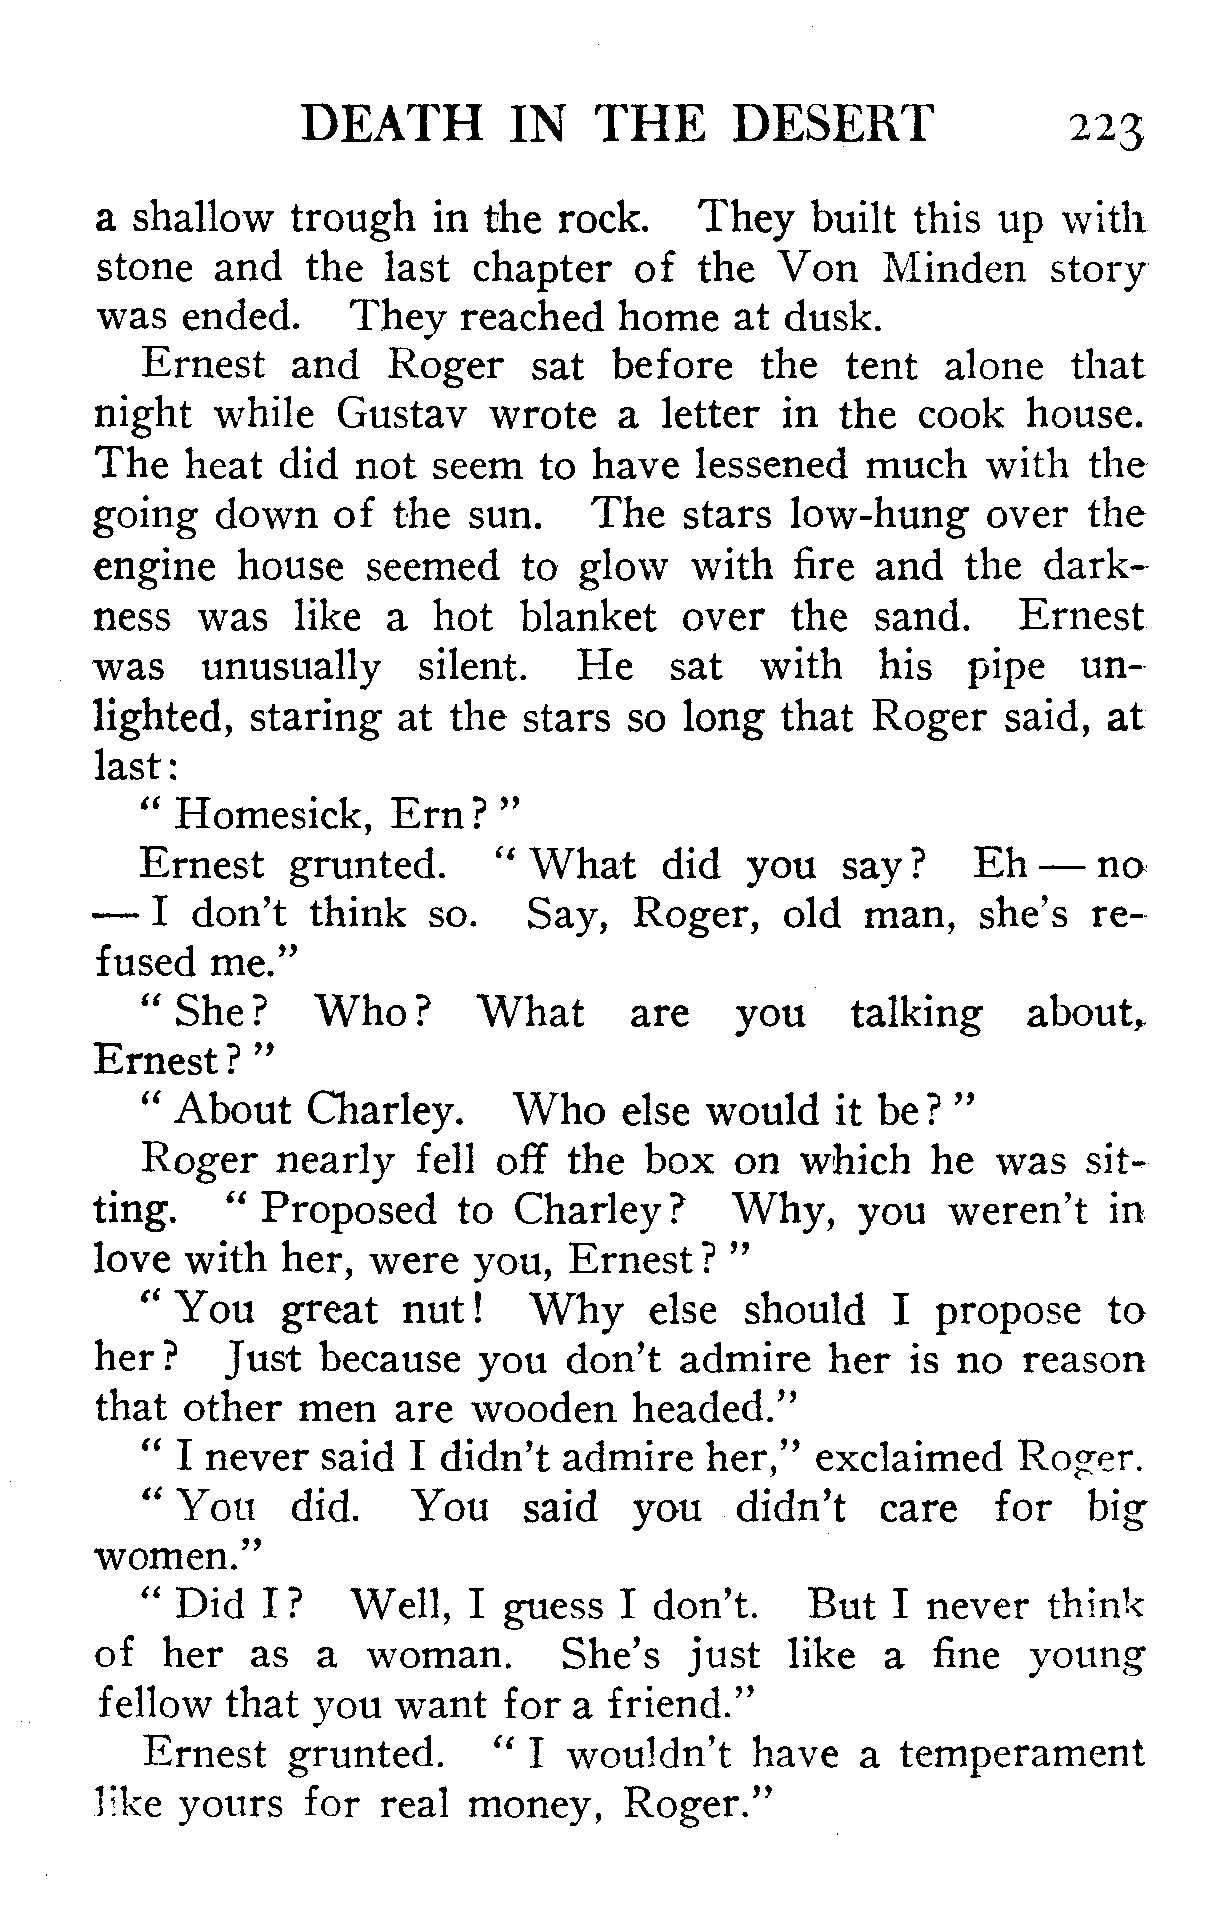 DEATH IN THE DESERT 223
a shallow trough in the rock. They built this up with
stone and the last chapter of the Von Minden story
was ended. They reached home at dusk.
Ernest and Roger sat before the tent alone that
night while Gustav wrote a letter in the cook house.
The heat did not seem to have lessened much with the
going down of the sun. The stars low-hung over the
engine house seemed to glow with fire and the dark-
ness was like a hot blanket over the sand. Ernest
was unusually silent. He sat with his pipe un-
lighted, staring at the stars so long that Roger said, at
last:
" Homesick, Ern? "
Ernest grunted. " What did you say? Eh — no
— I don't think so. Say, Roger, old man, she's re-
fused me."
" She? Who? What are you talking about,
Ernest? "
" About Charley. Who else would it be? "
Roger nearly fell off the box on which he was sit-
ting. " Proposed to Charley? Why, you weren't in
love with her, were you, Ernest? "
" You great nut! Why else should I propose to
her? Just because you don't admire her is no reason
that other men are wooden headed."
" I never said I didn't admire her," exclaimed Roger.
" You did. You said you didn't care for big
women."
" Did I? Well, I guess I don't. But I never think
of her as a woman. She's just like a fine young
fellow that you want for a friend."
Ernest grunted. " I wouldn't have a temperament
like yours for real money, Roger."